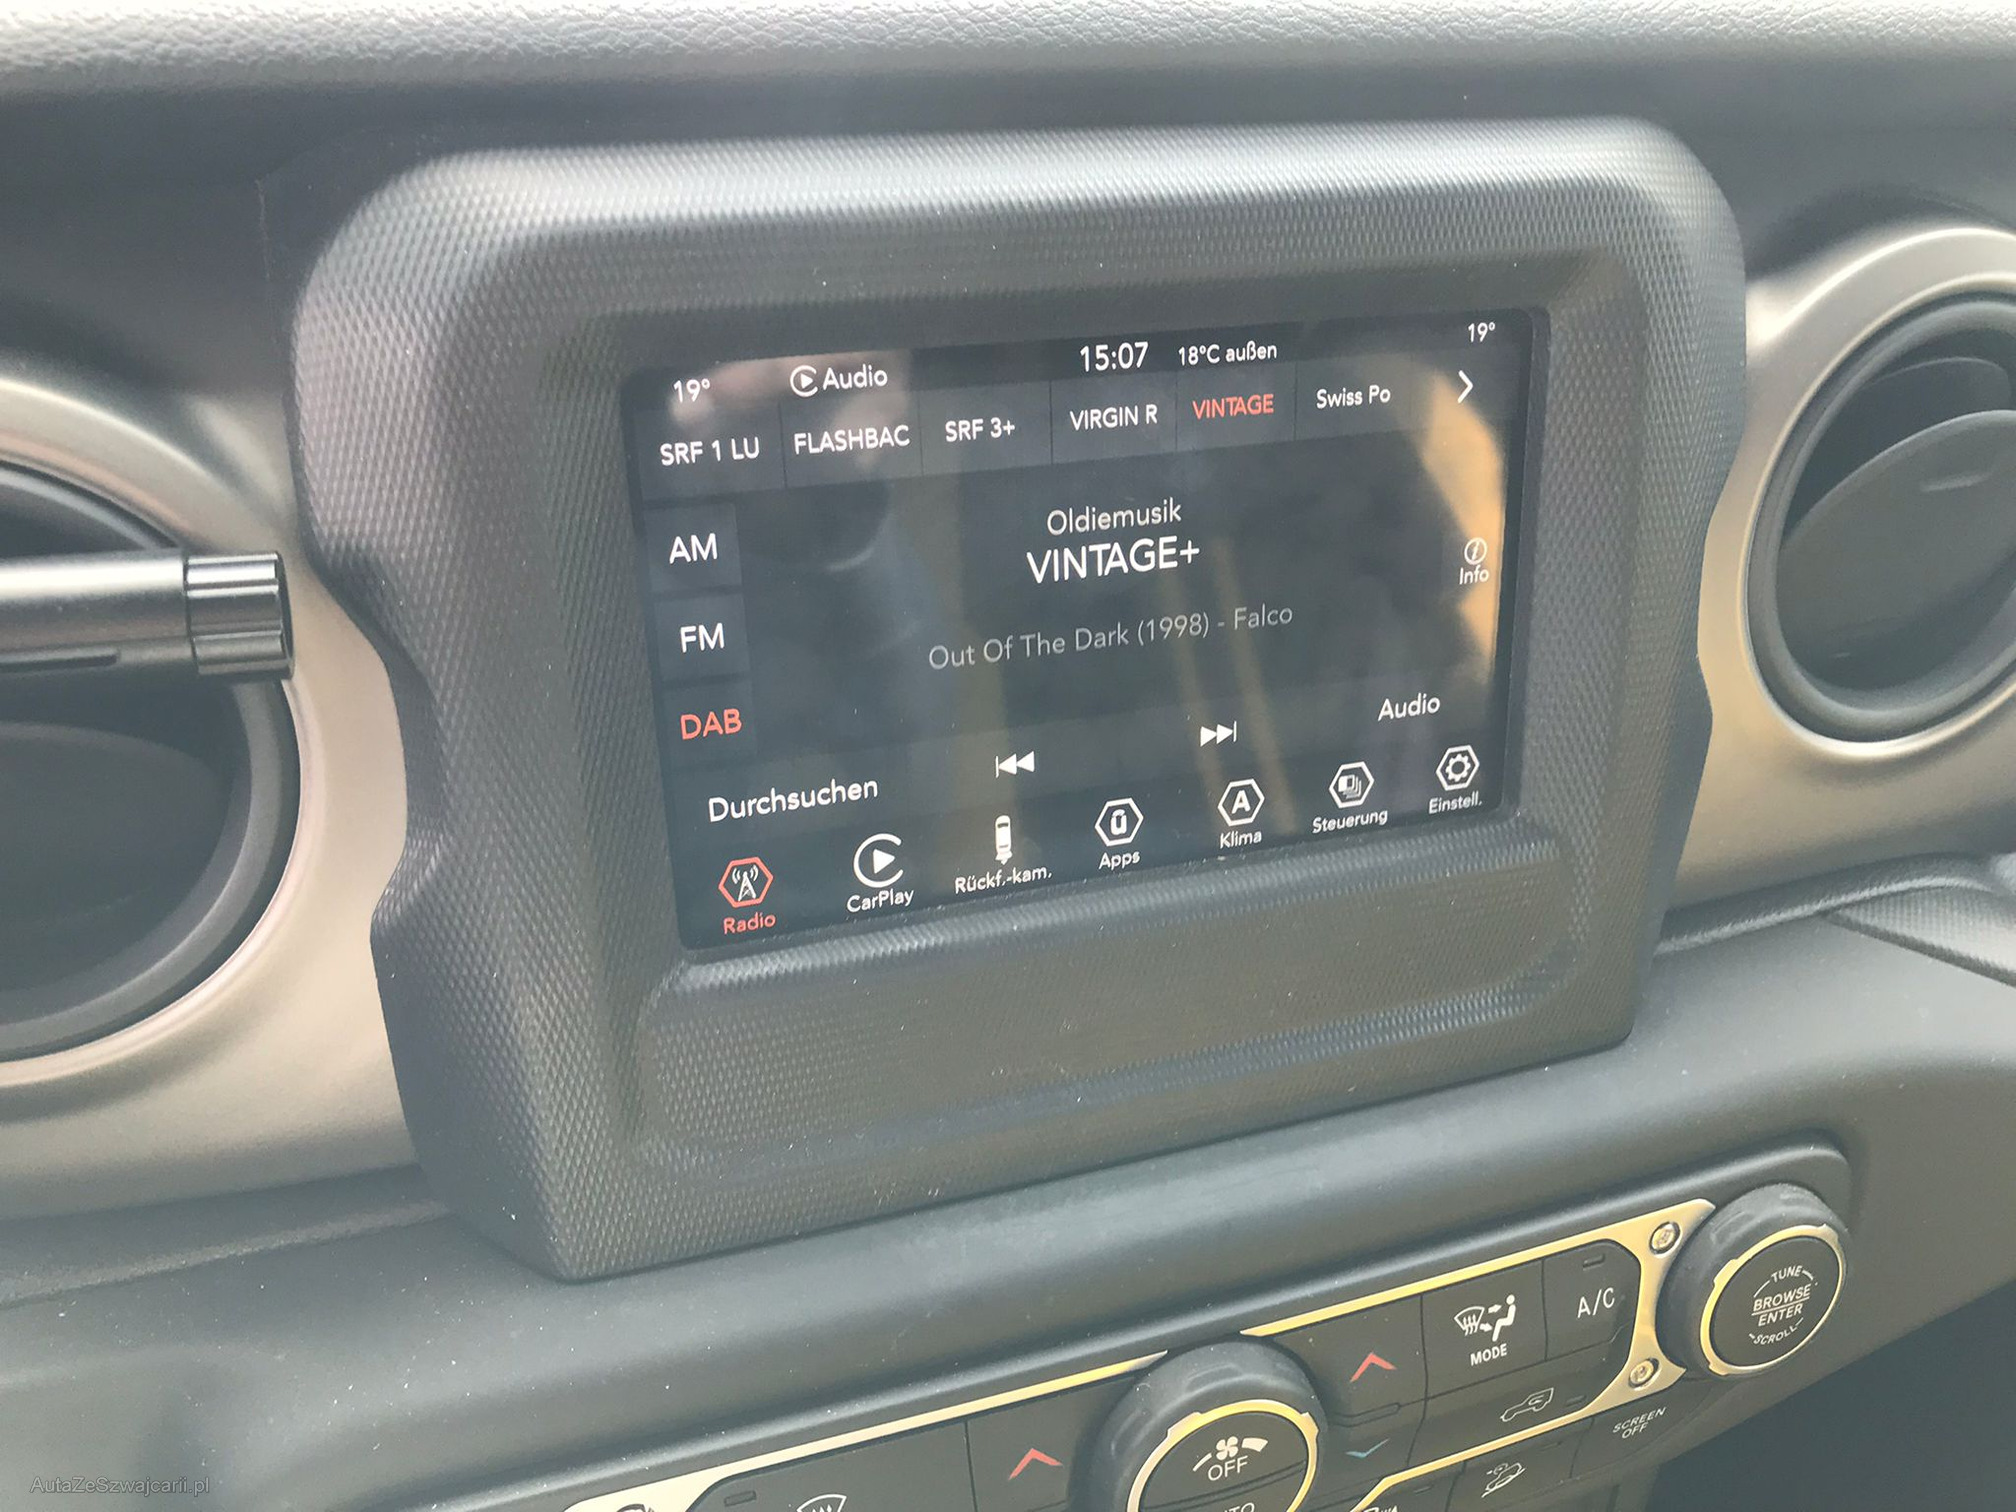 19° Audio 15:07 18°C außen 19°
SRF 1 LU FLASHBAC SRF 3+ VIRGIN R VINTAGE Swiss Po
AM
FM
DAB
Oldiemusik
VINTAGE+
Out Of The Dark (1998) - Falco
Info
Durchsuchen
Audio
Radio CarPlay Rückf.-kam. Apps Klima Steuerung Einstell.
TUNE
BROWSE
ENTER
SCROLL
MODE
A/C
SCREEN
OFF
OFF
AutaZeSzwajcarii.pl